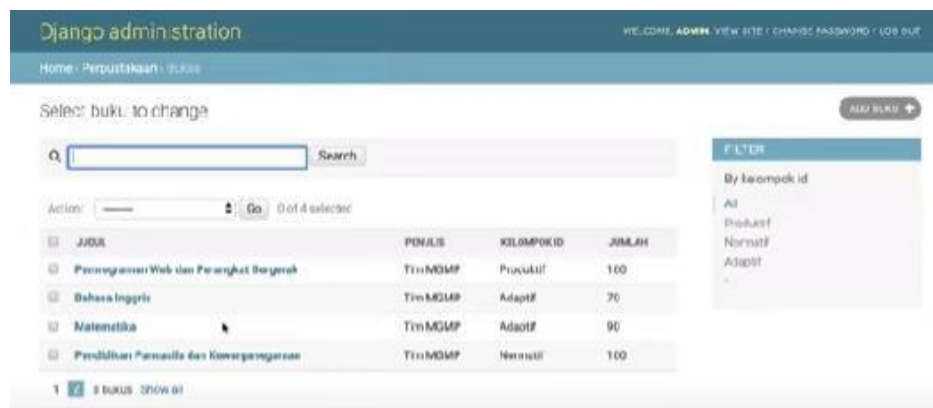 Django administration
WELCOME, ADMIN. VIEW SITE / CHANGE PASSWORD / LOG OUT
Home › Perpustakaan › Bukus
Select buku to change
ADD BUKU +
Search
Action: --------- Go 0 of 4 selected
JUDUL PENULIS KELOMPOK ID JUMLAH
Pemrograman Web dan Perangkat Bergerak Tim MGMP Produktif 100
Bahasa Inggris Tim MGMP Adaptif 70
Matematika Tim MGMP Adaptif 90
Pendidikan Pancasila dan Kewarganegaraan Tim MGMP Normatif 100
1 2 bukus Show all
FILTER
By kelompok id
All
Produktif
Normatif
Adaptif
-